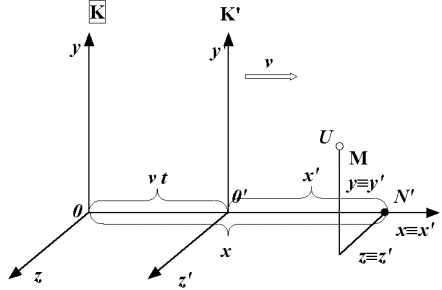 K K'
y y' v
U
M
v t 0' x' y≡y' N'
0 x≡x'
x z≡z'
z z'